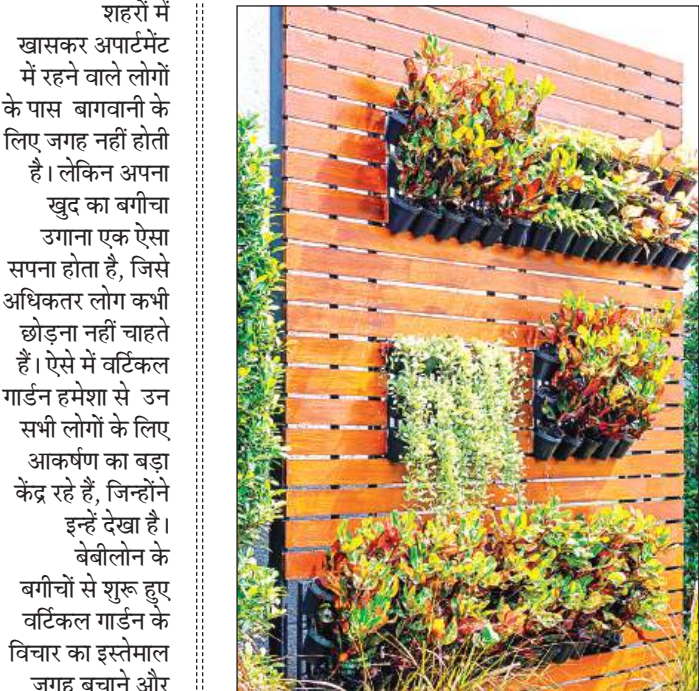 शहरों में
खासकर अपार्टमेंट
में रहने वाले लोगों
के पास बागवानी के
लिए जगह नहीं होती
है। लेकिन अपना
खुद का बगीचा
उगाना एक ऐसा
सपना होता है, जिसे
अधिकतर लोग कभी
छोड़ना नहीं चाहते
हैं। ऐसे में वर्टिकल
गार्डन हमेशा से उन
सभी लोगों के लिए
आकर्षण का बड़ा
केंद्र रहे हैं, जिन्होंने
इन्हें देखा है।
बेबीलोन के
बगीचों से शुरू हुए
वर्टिकल गार्डन के
विचार का इस्तेमाल
जगह बचाने और